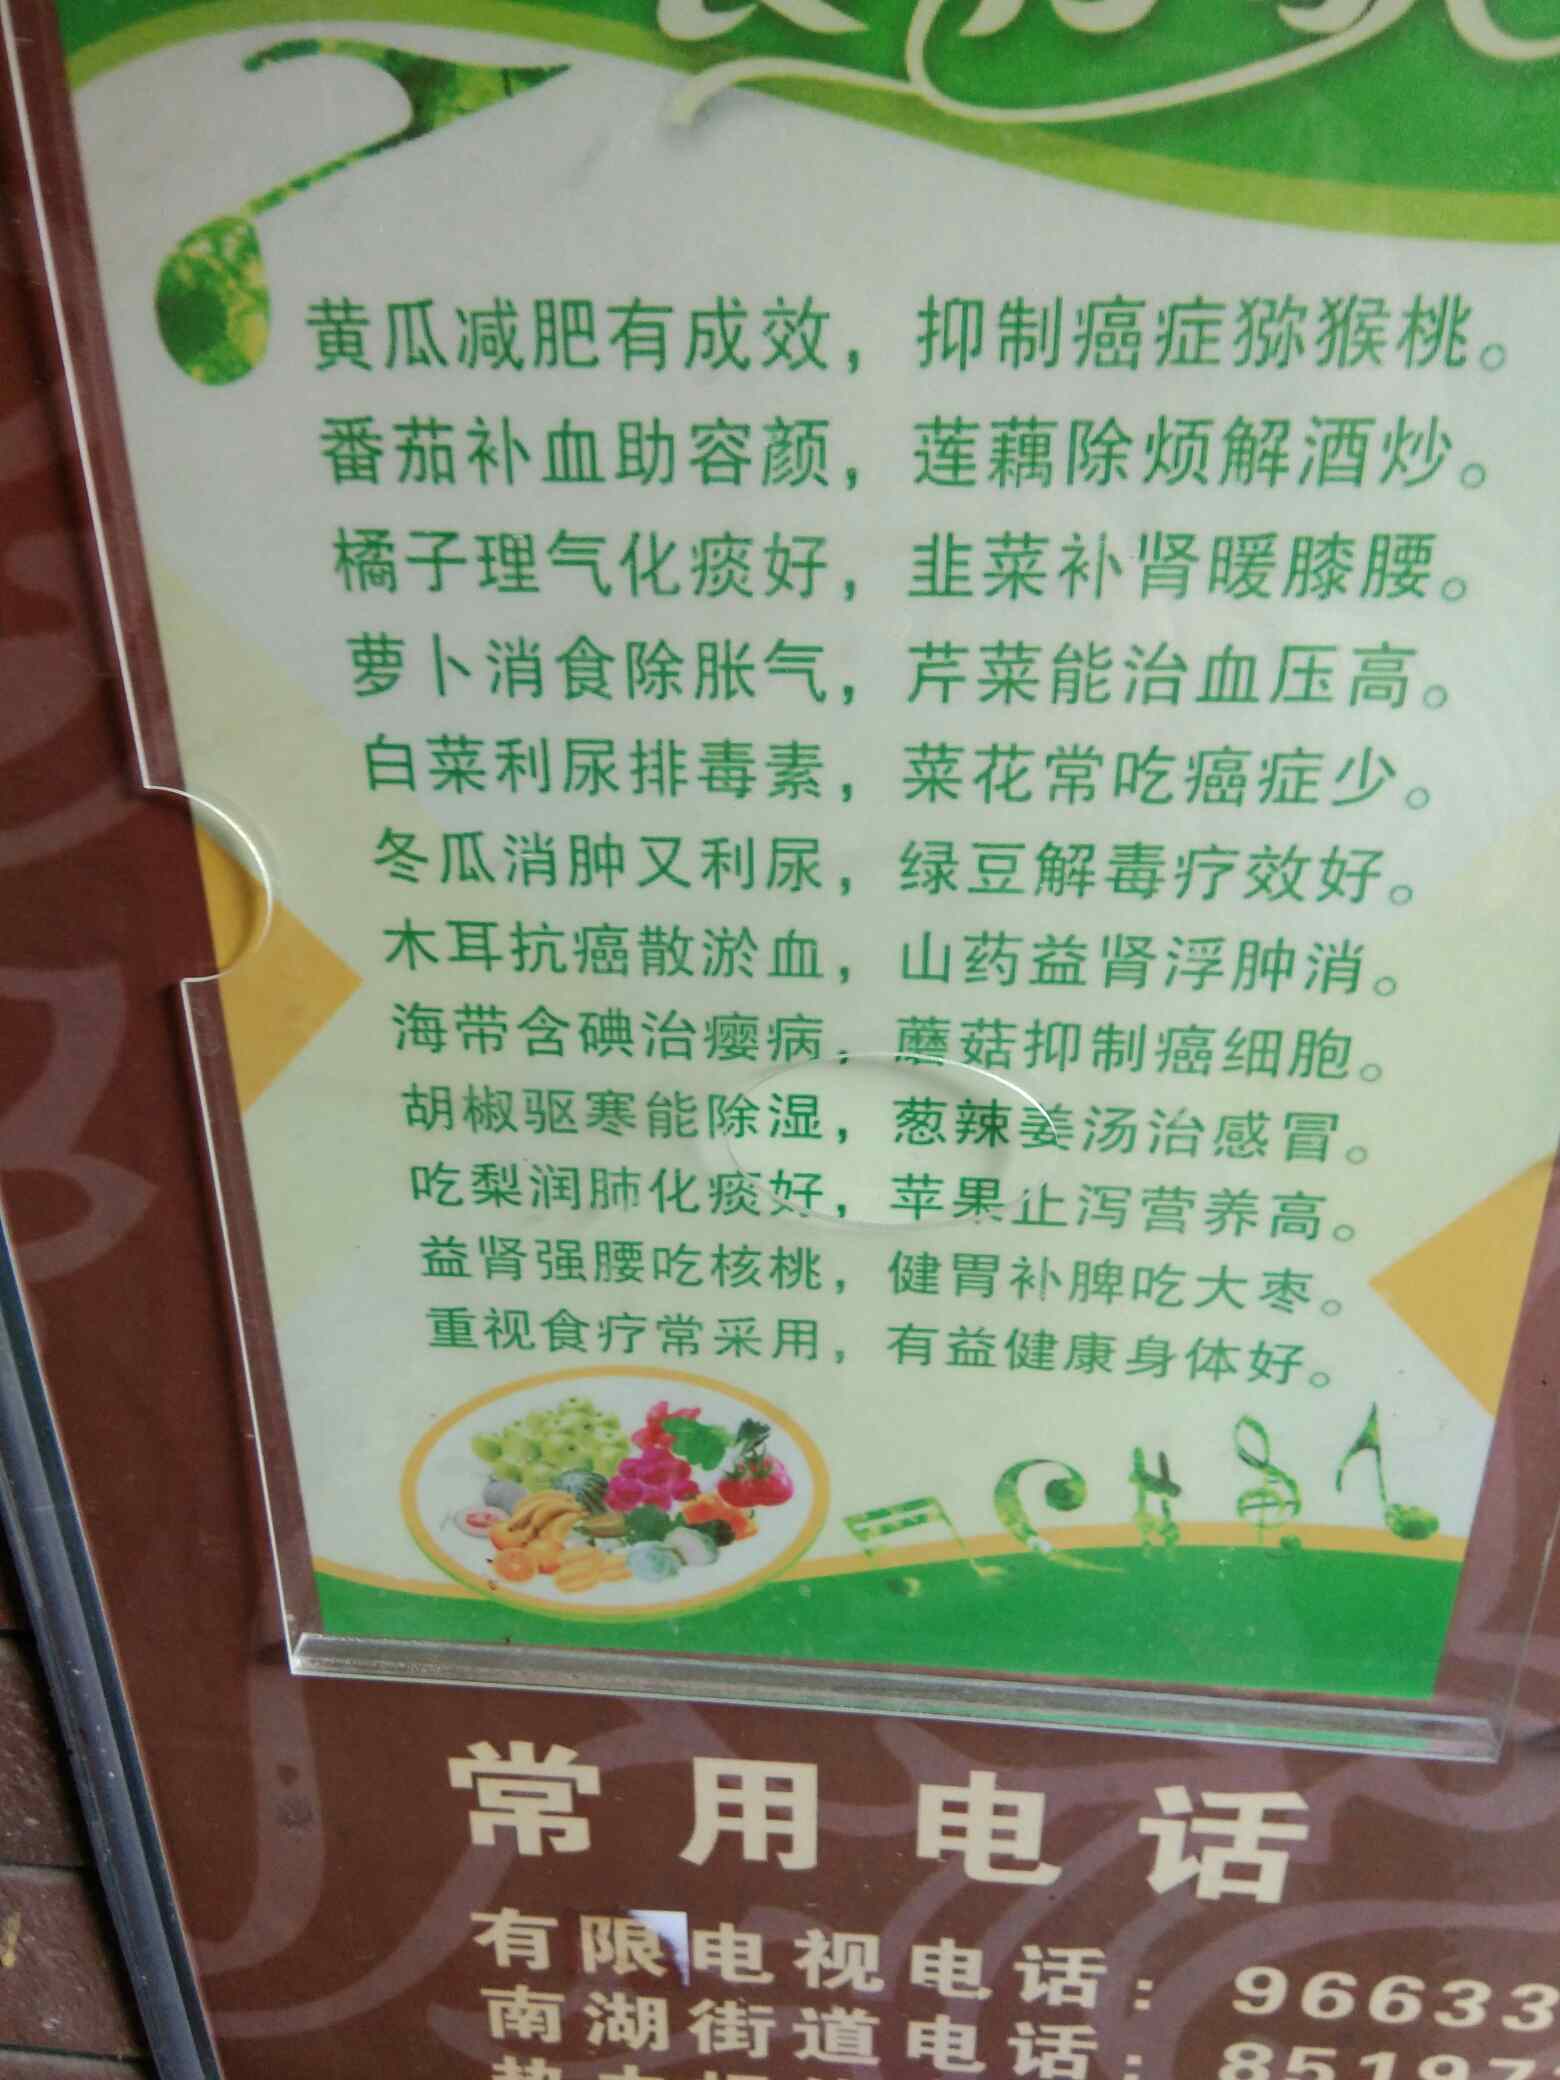 黄瓜减肥有成效，抑制癌症猕猴桃。
番茄补血助容颜，莲藕除烦解酒炒。
橘子理气化痰好，韭菜补肾暖膝腰。
萝卜消食除胀气，芹菜能治血压高。
白菜利尿排毒素，菜花常吃癌症少。
冬瓜消肿又利尿，绿豆解毒疗效好。
木耳抗癌散淤血，山药益肾浮肿消。
海带含碘治瘿病，蘑菇抑制癌细胞。
胡椒驱寒能除湿，葱辣姜汤治感冒。
吃梨润肺化痰好，苹果止泻营养高。
益肾强腰吃核桃，健胃补脾吃大枣。
重视食疗常采用，有益健康身体好。
常用电话
有限电视电话：96633
南湖街道电话：85197